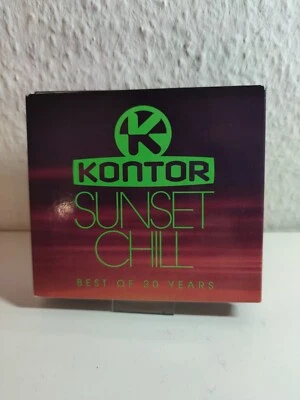 K
KONTOR
SUNSET
CHILL
BEST OF 20 YEARS